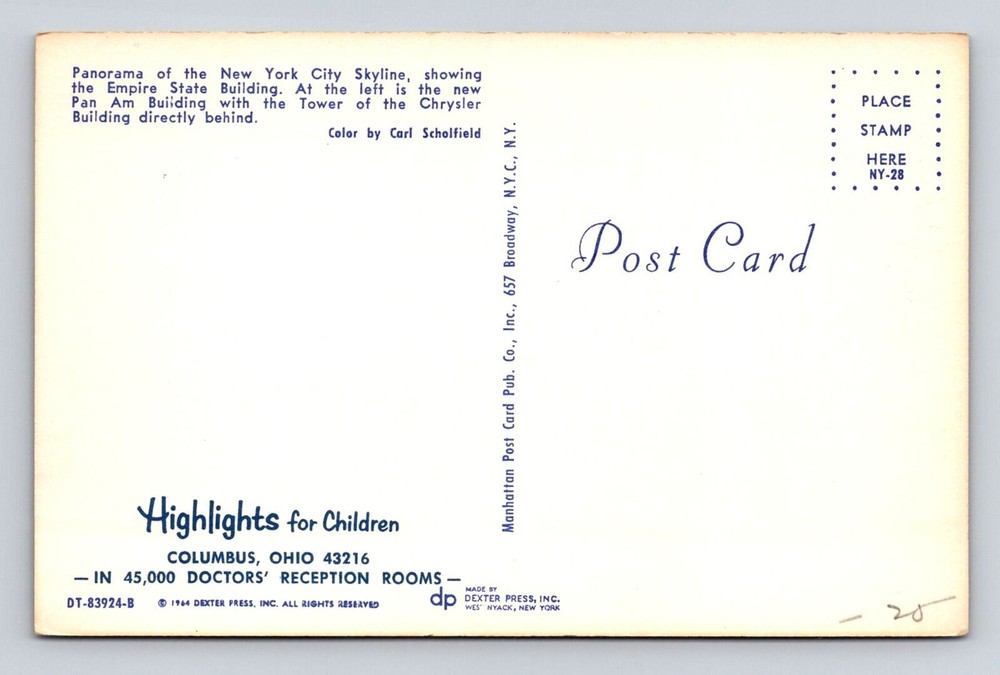 Panorama of the New York City Skyline, showing
the Empire State Building. At the left is the new
Pan Am Building with the Tower of the Chrysler
Building directly behind.
Color by Carl Scholfield
Manhattan Post Card Pub. Co., Inc., 657 Broadway, N.Y.C., N.Y.
PLACE
STAMP
HERE
NY-28
Post Card
Highlights for Children
COLUMBUS, OHIO 43216
— IN 45,000 DOCTORS' RECEPTION ROOMS —
DT-83924-B © 1964 DEXTER PRESS, INC. ALL RIGHTS RESERVED
dp
MADE BY
DEXTER PRESS, INC.
WEST NYACK, NEW YORK
— 25